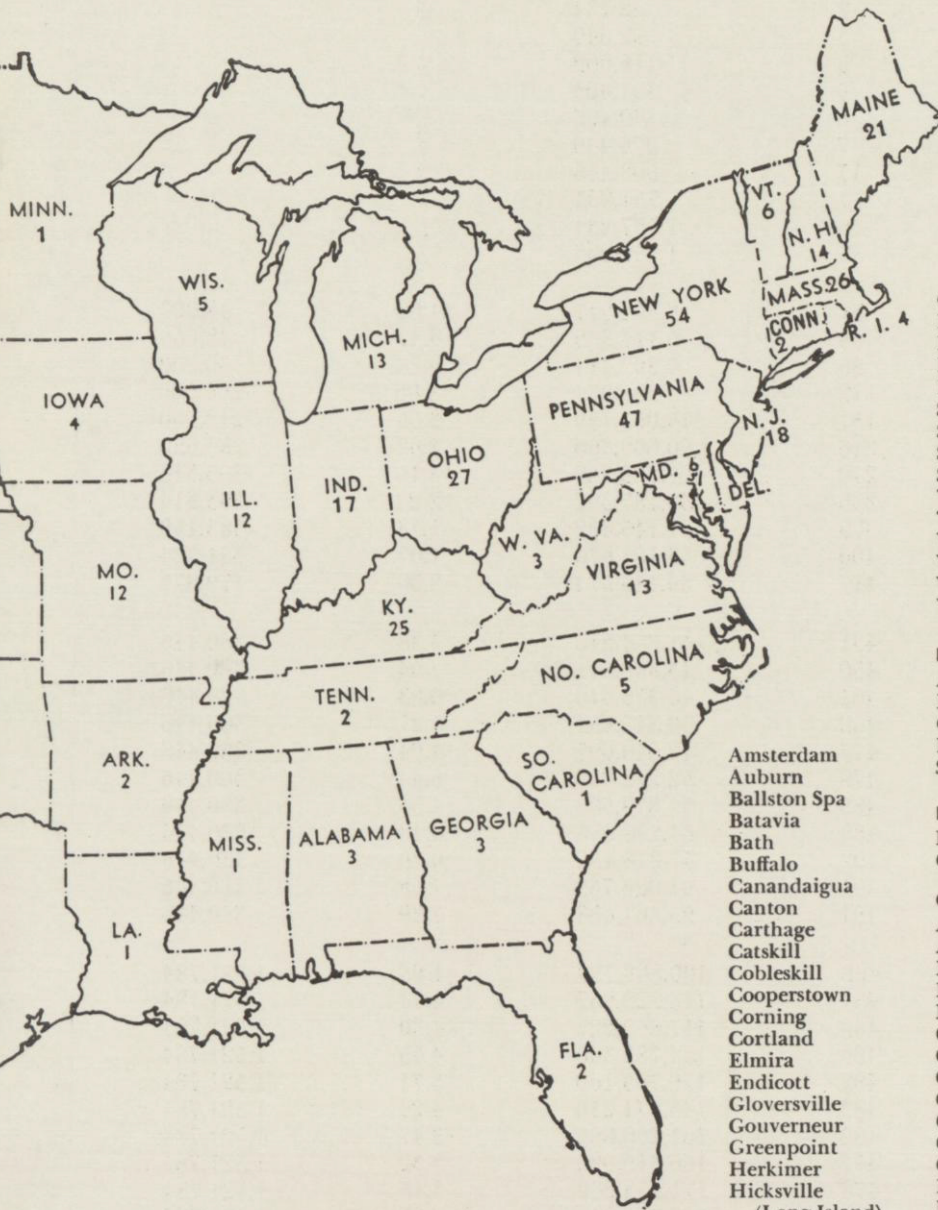 MAINE
21
VT.
6
N. H.
14
MASS. 26
CONN.
2
R. I. 4
NEW YORK
54
MINN.
1
WIS.
5
MICH.
13
IOWA
4
PENNSYLVANIA
47
N. J.
18
ILL.
12
IND.
17
OHIO
27
MD. 6
DEL.
W. VA.
3
VIRGINIA
13
MO.
12
KY.
25
TENN.
2
NO. CAROLINA
5
ARK.
2
SO.
CAROLINA
1
MISS.
1
ALABAMA
3
GEORGIA
3
LA.
1
FLA.
2
Amsterdam
Auburn
Ballston Spa
Batavia
Bath
Buffalo
Canandaigua
Canton
Carthage
Catskill
Cobleskill
Cooperstown
Corning
Cortland
Elmira
Endicott
Gloversville
Gouverneur
Greenpoint
Herkimer
Hicksville
(Long Island)